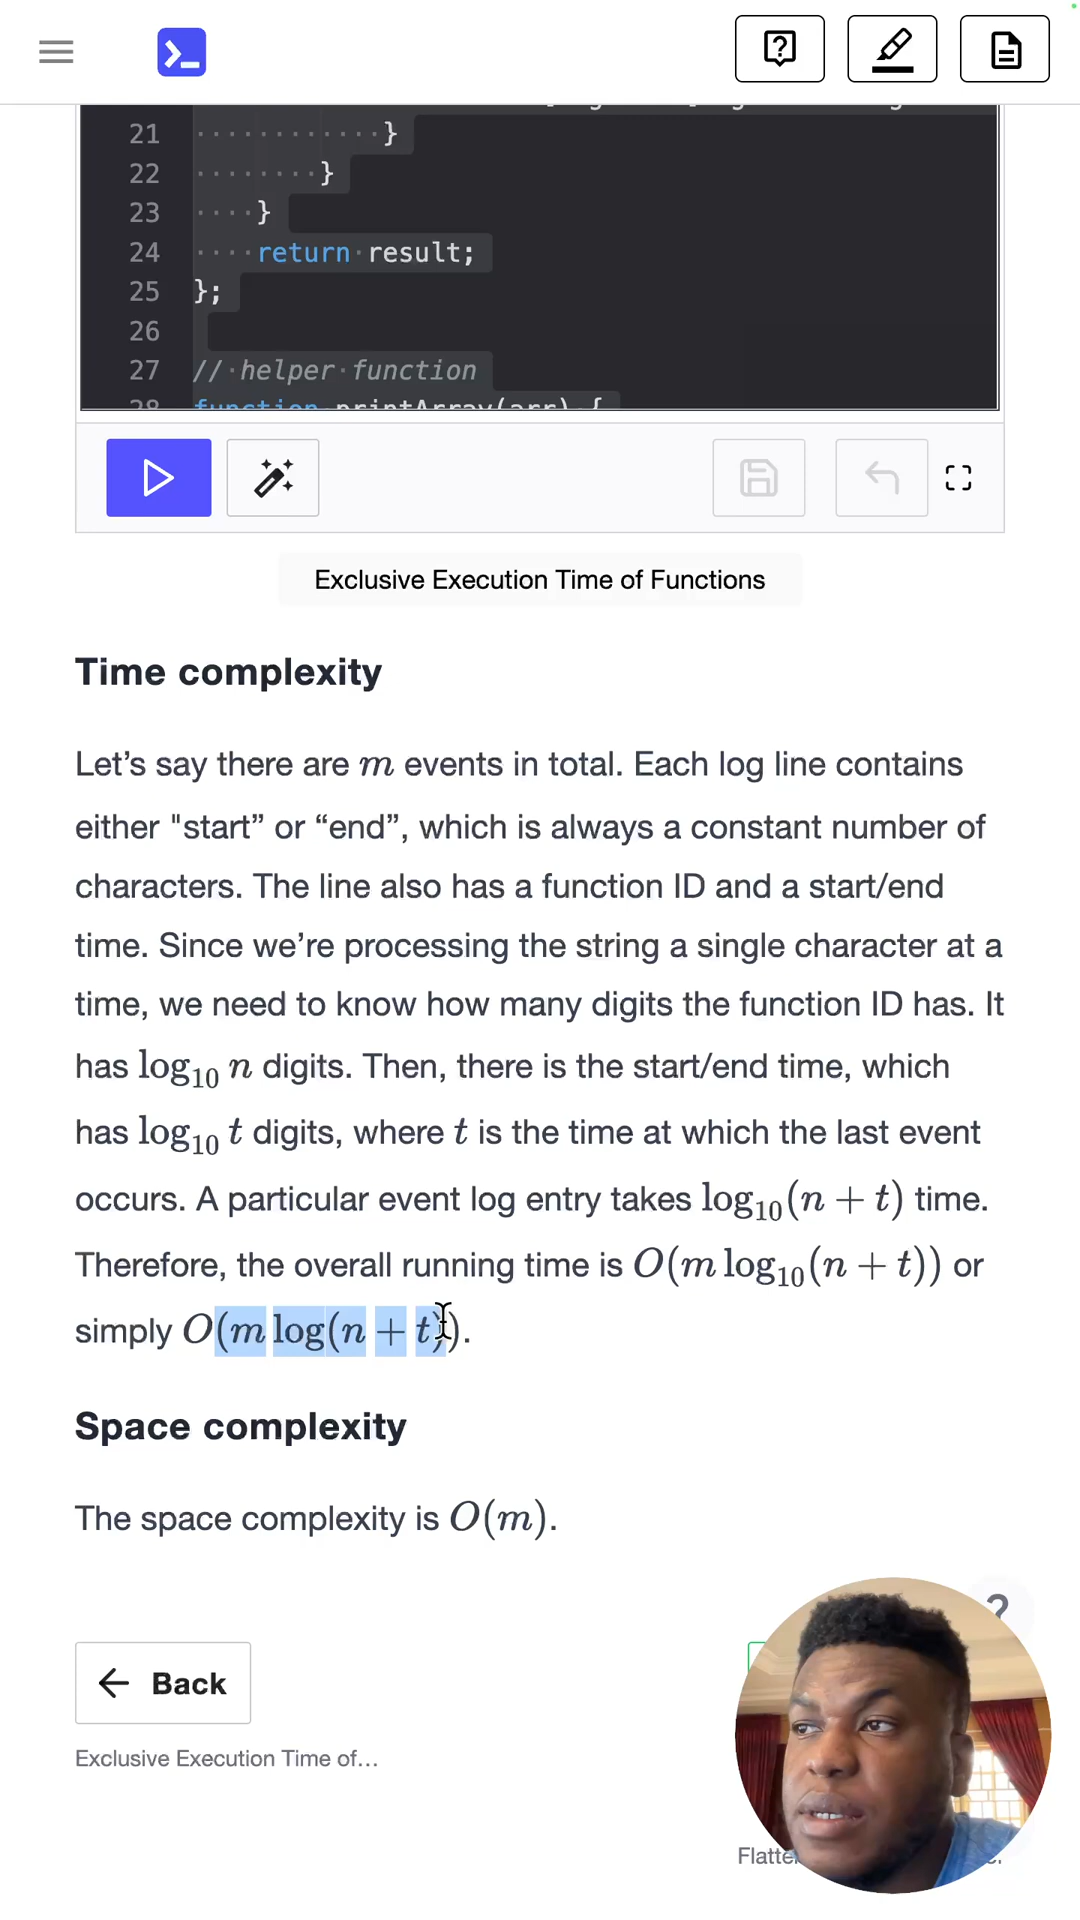 21 }
22 }
23 }
24 return result;
25 };
26
27 // helper function
28 function printArray(arr) {
Exclusive Execution Time of Functions
Time complexity
Let’s say there are m events in total. Each log line contains
either "start” or “end”, which is always a constant number of
characters. The line also has a function ID and a start/end
time. Since we’re processing the string a single character at a
time, we need to know how many digits the function ID has. It
has log₁₀ n digits. Then, there is the start/end time, which
has log₁₀ t digits, where t is the time at which the last event
occurs. A particular event log entry takes log₁₀(n + t) time.
Therefore, the overall running time is O(m log₁₀(n + t)) or
simply O(m log(n + t)).
Space complexity
The space complexity is O(m).
?
← Back
Exclusive Execution Time of...